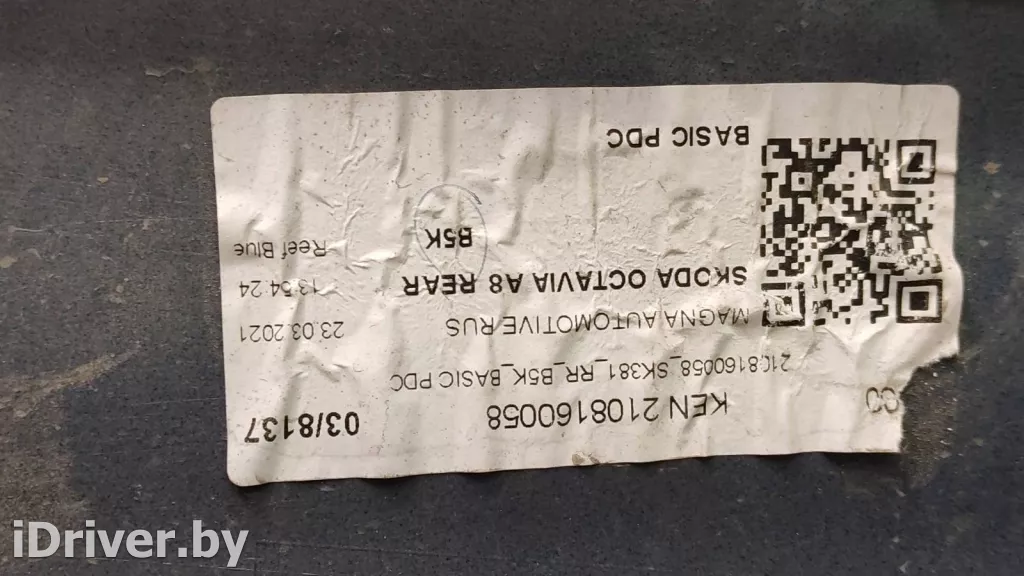 KEN 2108160058 03/8137
2108160058_SK381_RR_B5K_BASIC PDC
MAGNA AUTOMOTIVE RUS 23.03.2021
SKODA OCTAVIA A8 REAR 13:54:24
B5K Reef Blue
BASIC PDC
iDriver.by